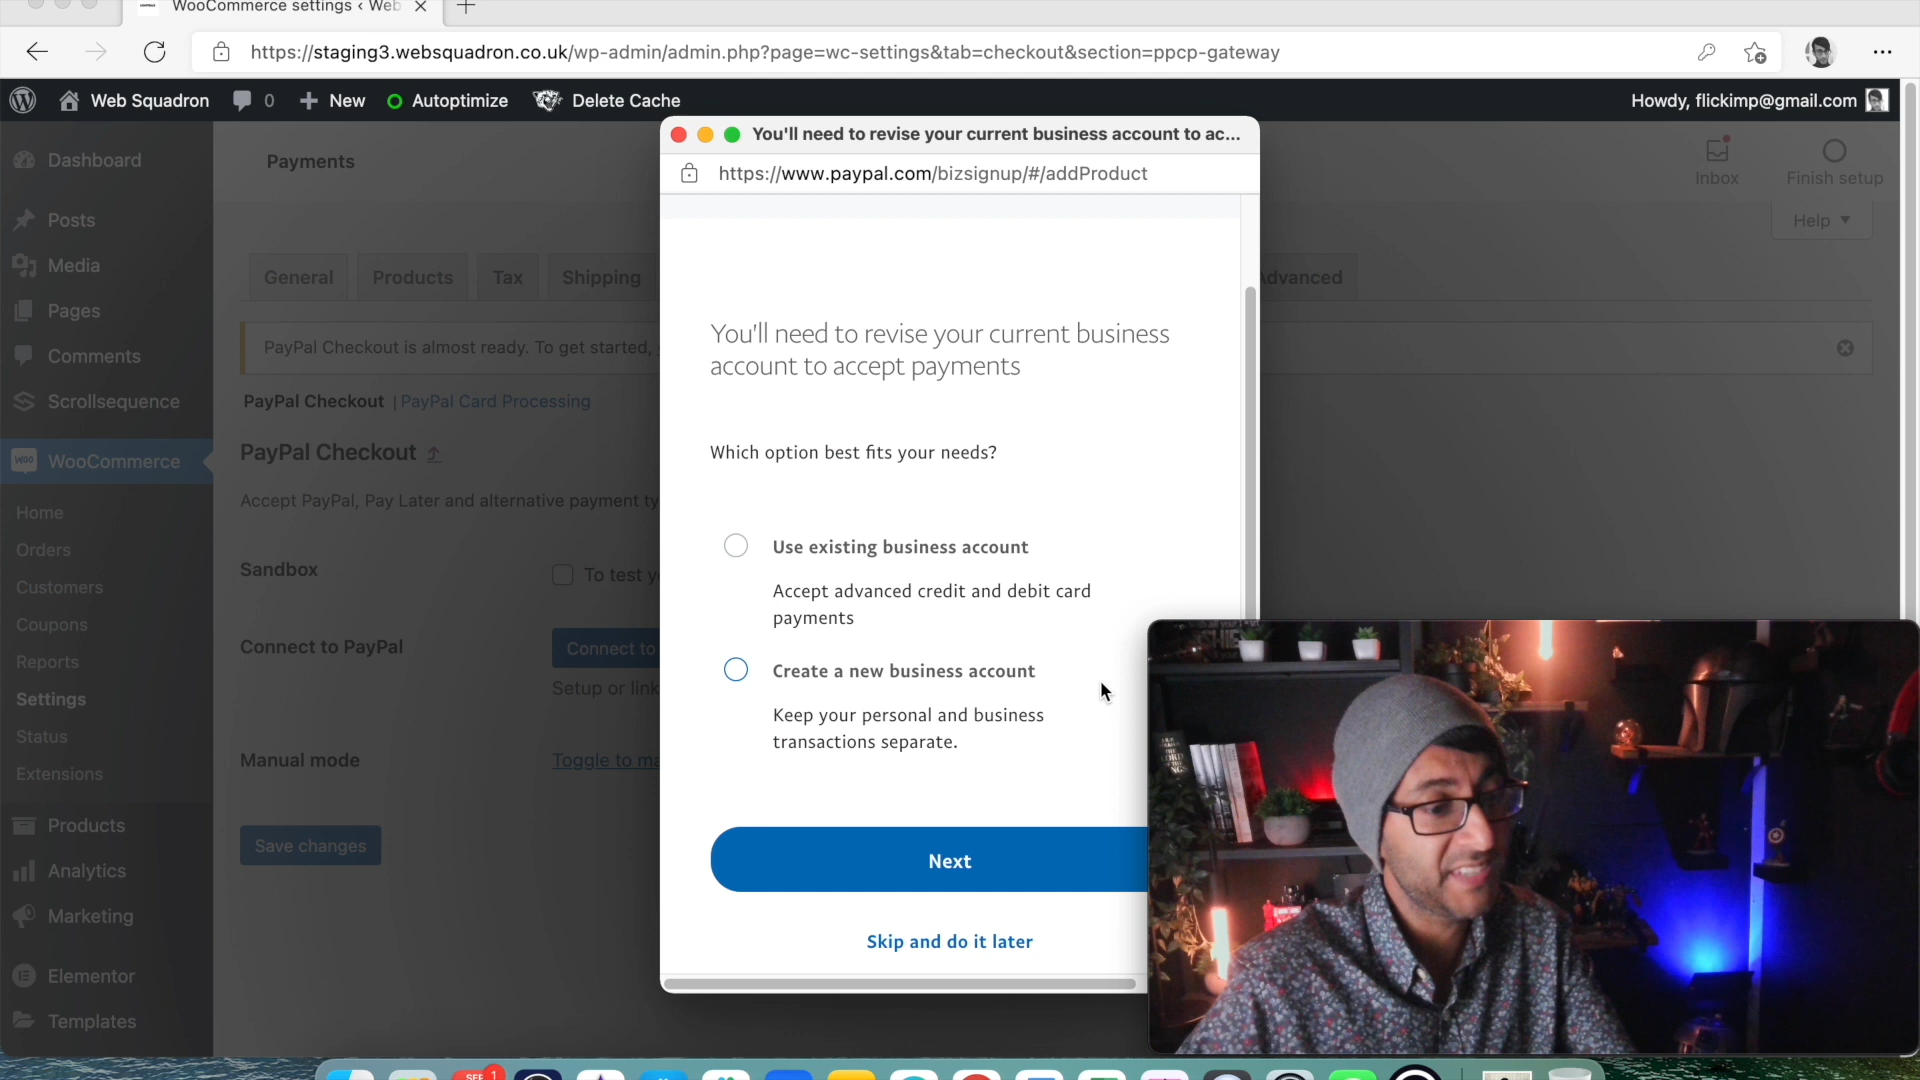 WooCommerce settings ‹ Web
https://staging3.websquadron.co.uk/wp-admin/admin.php?page=wc-settings&tab=checkout&section=ppcp-gateway
Web Squadron
0
New
Autoptimize
Delete Cache
Howdy, flickimp@gmail.com
You'll need to revise your current business account to ac...
https://www.paypal.com/bizsignup/#/addProduct
Dashboard
Posts
Media
Pages
Comments
Scrollsequence
WooCommerce
Home
Orders
Customers
Coupons
Reports
Settings
Status
Extensions
Products
Analytics
Marketing
Elementor
Templates
Payments
Inbox
Finish setup
Help
General
Products
Tax
Shipping
Advanced
PayPal Checkout is almost ready. To get started,
PayPal Checkout | PayPal Card Processing
PayPal Checkout
Accept PayPal, Pay Later and alternative payment ty
Sandbox
To test y
Connect to PayPal
Connect to
Setup or link
Manual mode
Toggle to ma
Save changes
You'll need to revise your current business
account to accept payments
Which option best fits your needs?
Use existing business account
Accept advanced credit and debit card
payments
Create a new business account
Keep your personal and business
transactions separate.
Next
Skip and do it later
SEP
1